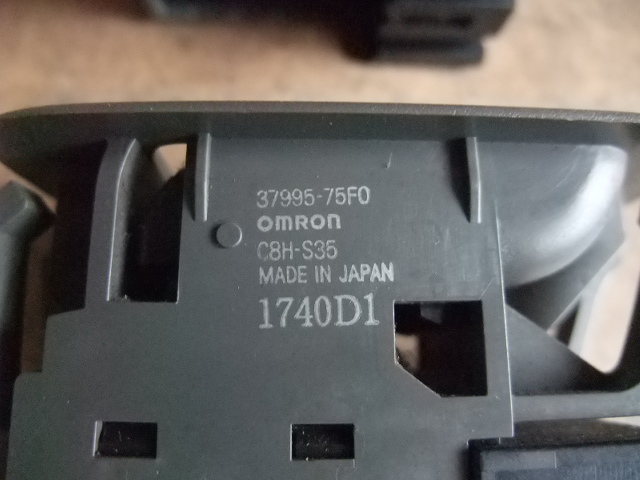 37995-75F0
OMRON
C8H-S35
MADE IN JAPAN
1740D1